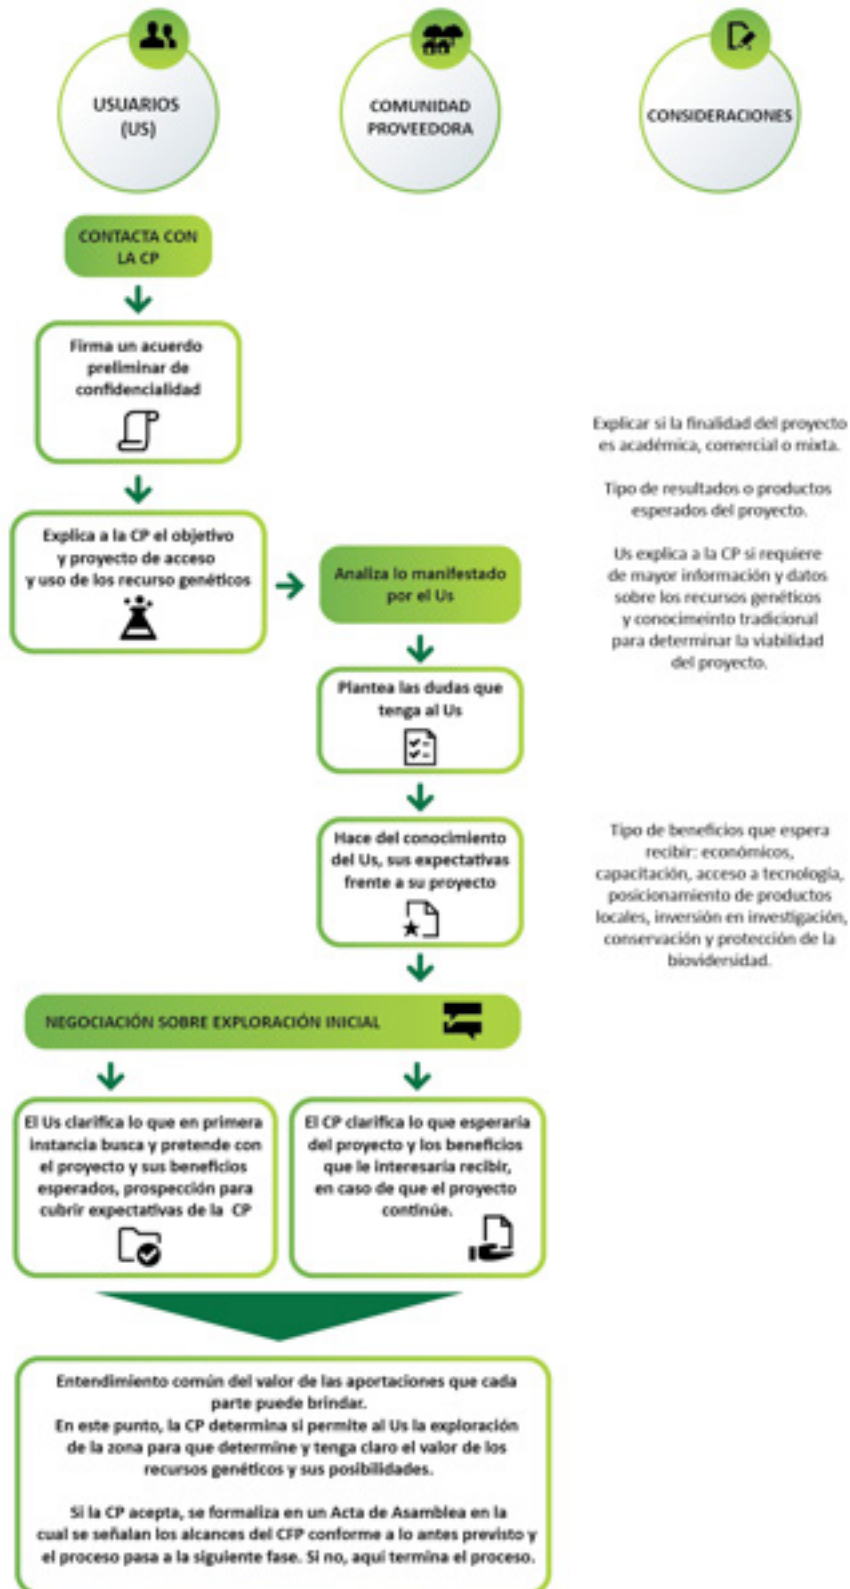 USUARIOS
(US)
COMUNIDAD
PROVEEDORA
CONSIDERACIONES
CONTACTA CON
LA CP
Firma un acuerdo
preliminar de
confidencialidad
Explica a la CP el objetivo
y proyecto de acceso
y uso de los recurso genéticos
Analiza lo manifestado
por el Us
Explicar si la finalidad del proyecto
es académica, comercial o mixta.
Tipo de resultados o productos
esperados del proyecto.
Us explica a la CP si requiere
de mayor información y datos
sobre los recursos genéticos
y conocimeinto tradicional
para determinar la viabilidad
del proyecto.
Plantea las dudas que
tenga al Us
Hace del conocimiento
del Us, sus expectativas
frente a su proyecto
Tipo de beneficios que espera
recibir: económicos,
capacitación, acceso a tecnología,
posicionamiento de productos
locales, inversión en investigación,
conservación y protección de la
biovidersidad.
NEGOCIACIÓN SOBRE EXPLORACIÓN INICIAL
El Us clarifica lo que en primera
instancia busca y pretende con
el proyecto y sus beneficios
esperados, prospección para
cubrir expectativas de la CP
El CP clarifica lo que esperaría
del proyecto y los beneficios
que le interesaría recibir,
en caso de que el proyecto
continúe.
Entendimiento común del valor de las aportaciones que cada
parte puede brindar.
En este punto, la CP determina si permite al Us la exploración
de la zona para que determine y tenga claro el valor de los
recursos genéticos y sus posibilidades.
Si la CP acepta, se formaliza en un Acta de Asamblea en la
cual se señalan los alcances del CFP conforme a lo antes previsto y
el proceso pasa a la siguiente fase. Si no, aquí termina el proceso.